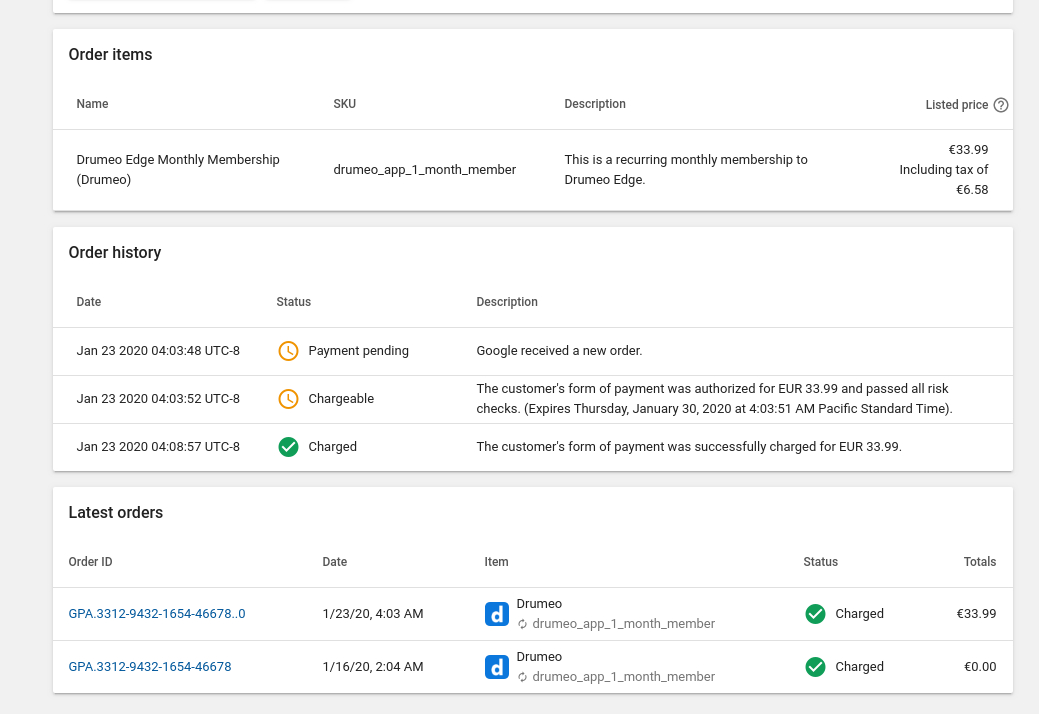 Order items
Name SKU Description Listed price
Drumeo Edge Monthly Membership
(Drumeo)
drumeo_app_1_month_member
This is a recurring monthly membership to
Drumeo Edge.
€33.99
Including tax of
€6.58
Order history
Date Status Description
Jan 23 2020 04:03:48 UTC-8 Payment pending Google received a new order.
Jan 23 2020 04:03:52 UTC-8 Chargeable
The customer's form of payment was authorized for EUR 33.99 and passed all risk
checks. (Expires Thursday, January 30, 2020 at 4:03:51 AM Pacific Standard Time).
Jan 23 2020 04:08:57 UTC-8 Charged The customer's form of payment was successfully charged for EUR 33.99.
Latest orders
Order ID Date Item Status Totals
GPA.3312-9432-1654-46678..0 1/23/20, 4:03 AM d Drumeo
drumeo_app_1_month_member
Charged €33.99
GPA.3312-9432-1654-46678 1/16/20, 2:04 AM d Drumeo
drumeo_app_1_month_member
Charged €0.00